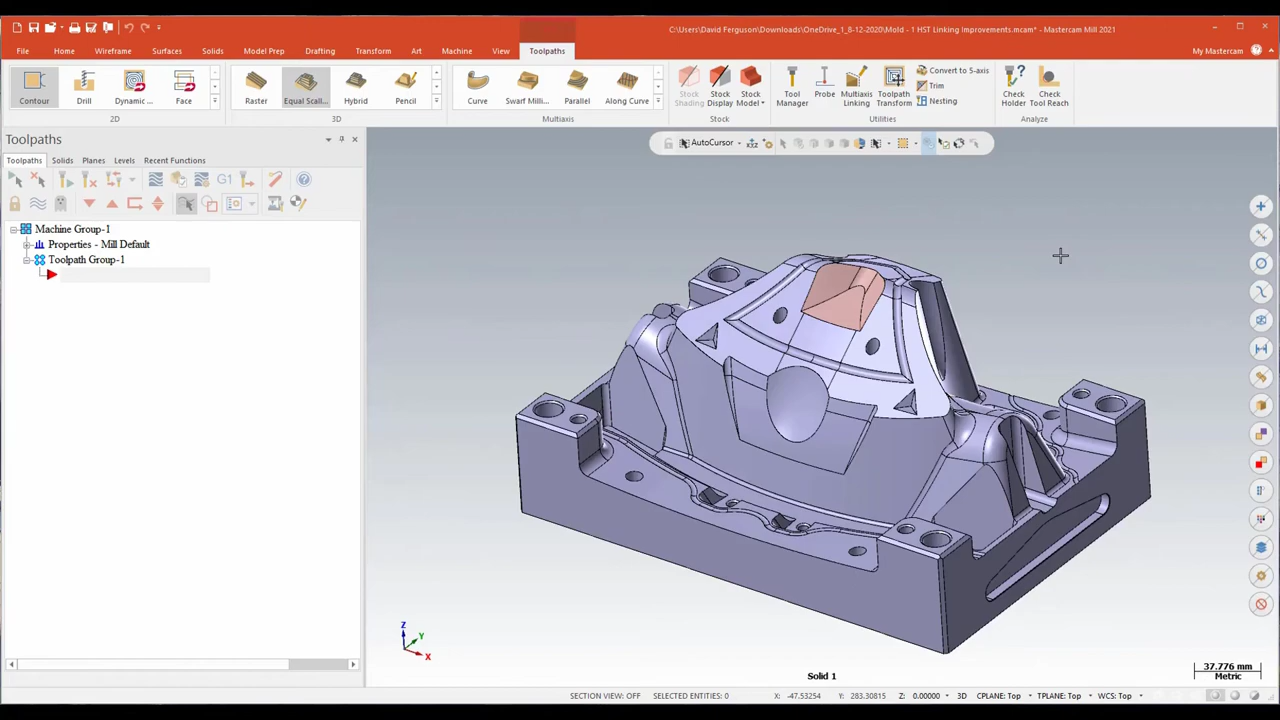 C:\Users\David Ferguson\Downloads\OneDrive_1_8-12-2020\Mold - 1 HST Linking Improvements.mcam* - Mastercam Mill 2021
File Home Wireframe Surfaces Solids Model Prep Drafting Transform Art Machine View Toolpaths My Mastercam
Contour Drill Dynamic ... Face Raster Equal Scall... Hybrid Pencil Curve Swarf Milli... Parallel Along Curve
Stock Shading Stock Display Stock Model Tool Manager Probe Multiaxis Linking Toolpath Transform Convert to 5-axis Trim Nesting Check Holder Check Tool Reach
2D 3D Multiaxis Stock Utilities Analyze
Toolpaths
AutoCursor
Toolpaths Solids Planes Levels Recent Functions
G1
Machine Group-1
Properties - Mill Default
Toolpath Group-1
Z
Y
X
Solid 1
37.776 mm
Metric
SECTION VIEW: OFF SELECTED ENTITIES: 0 X: -47.53254 Y: 283.30815 Z: 0.00000 3D CPLANE: Top TPLANE: Top WCS: Top